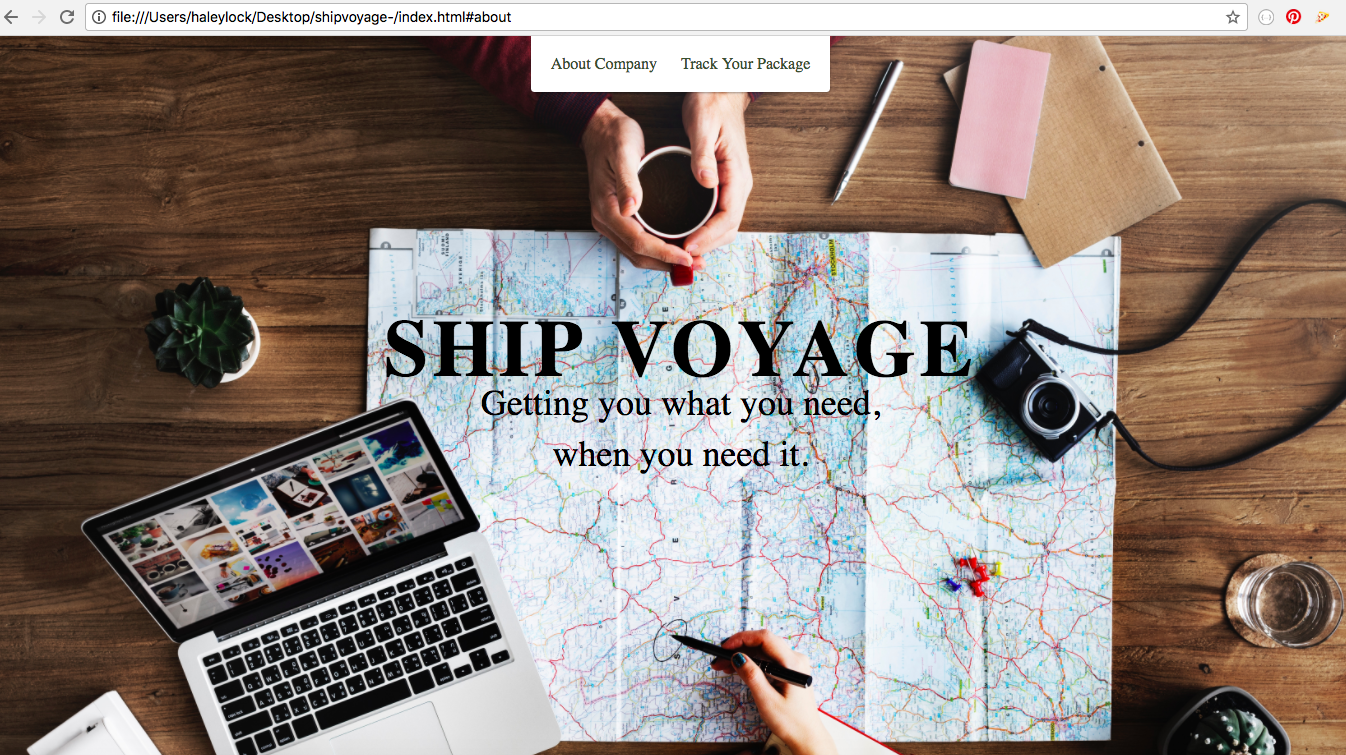 file:///Users/haleylock/Desktop/shipvoyage-/index.html#about
About Company Track Your Package
STOCKHOLM
SHIP VOYAGE
Getting you what you need,
when you need it.